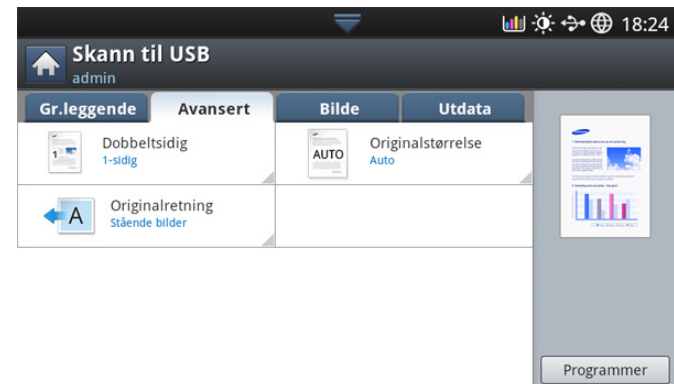 18:24
Skann til USB
admin
Gr.leggende
Avansert
Bilde
Utdata
Dobbeltsidig
1-sidig
AUTO
Originalstørrelse
Auto
A
Originalretning
Stående bilder
Programmer